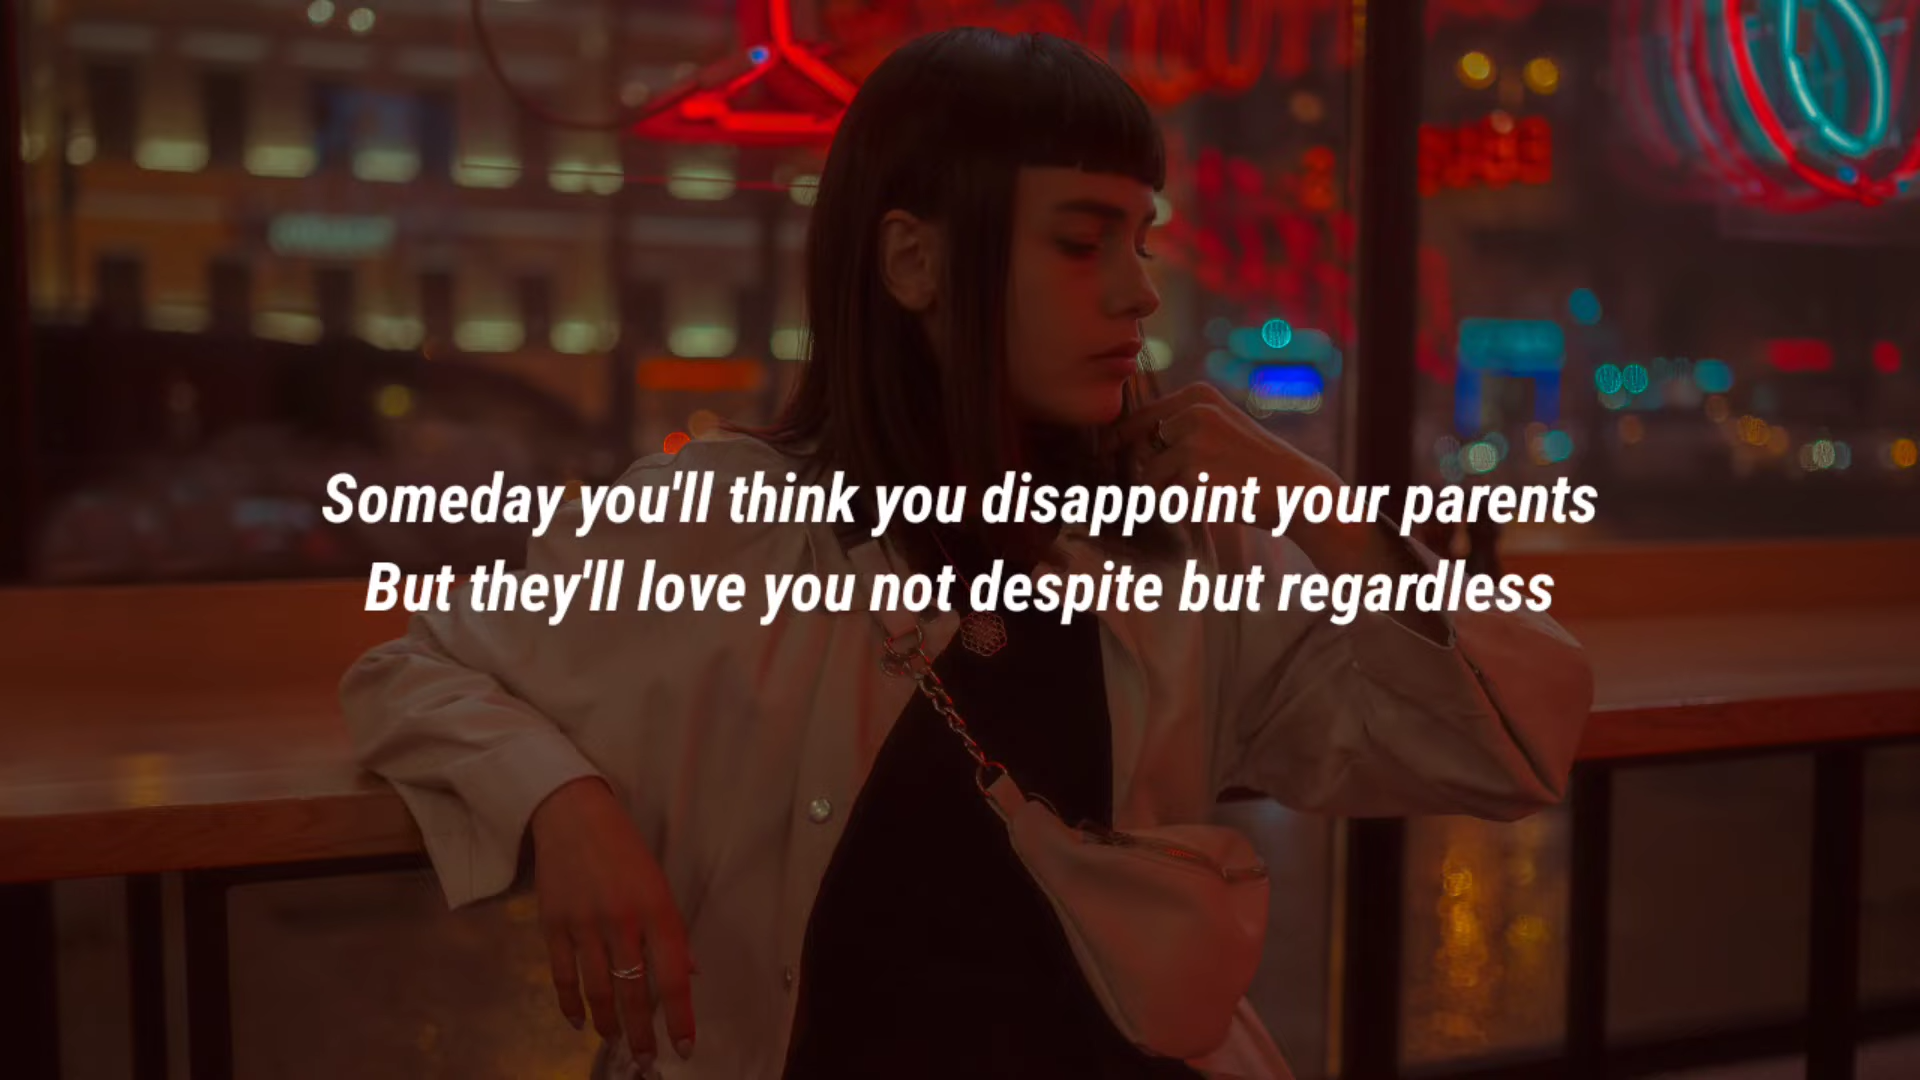 Someday you'll think you disappoint your parents
But they'll love you not despite but regardless